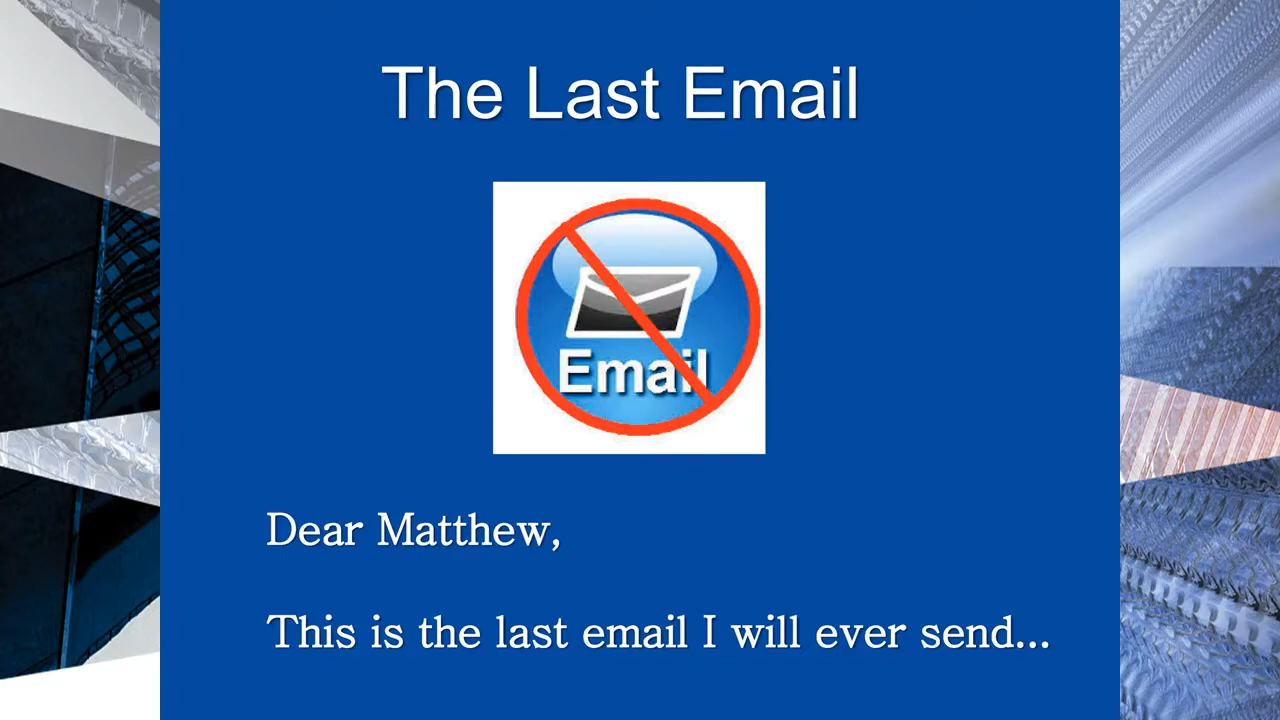 The Last Email
Email
Dear Matthew,
This is the last email I will ever send...